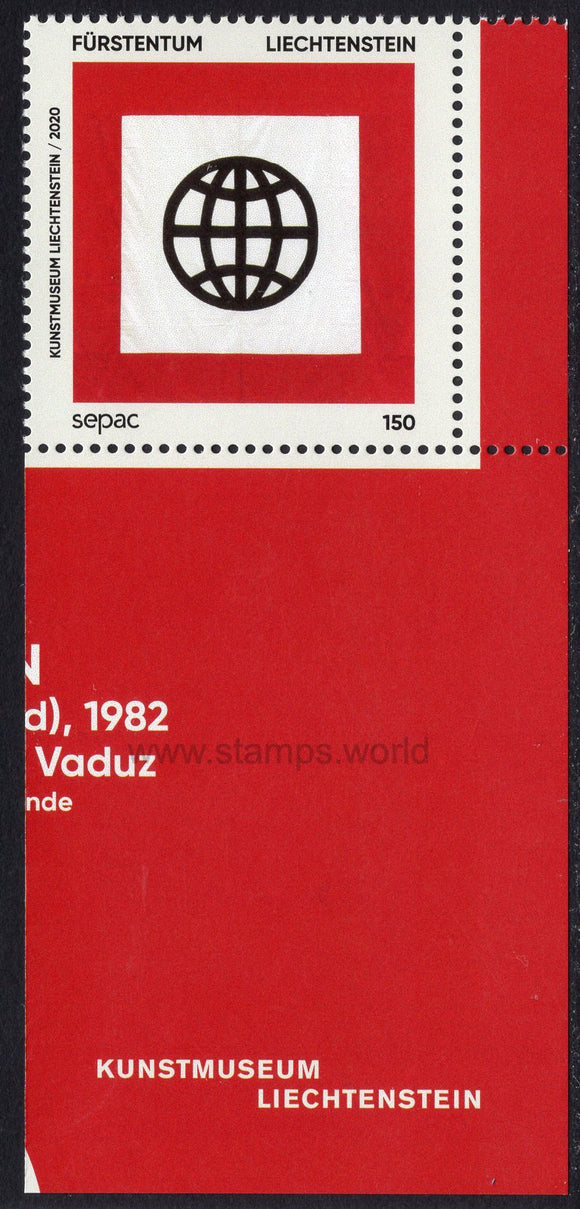 FÜRSTENTUM LIECHTENSTEIN
KUNSTMUSEUM LIECHTENSTEIN / 2020
sepac 150
N
d), 1982
Vaduz
nde
www.stamps.world
KUNSTMUSEUM
LIECHTENSTEIN